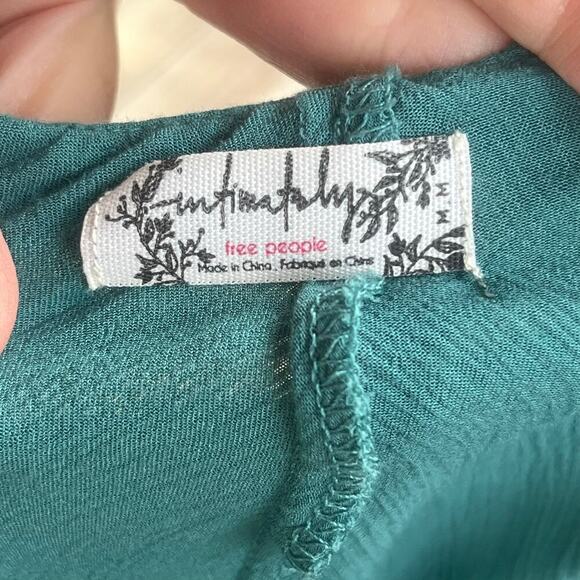 intimately
free people
Made in China . Fabriqué en Chine
M-M